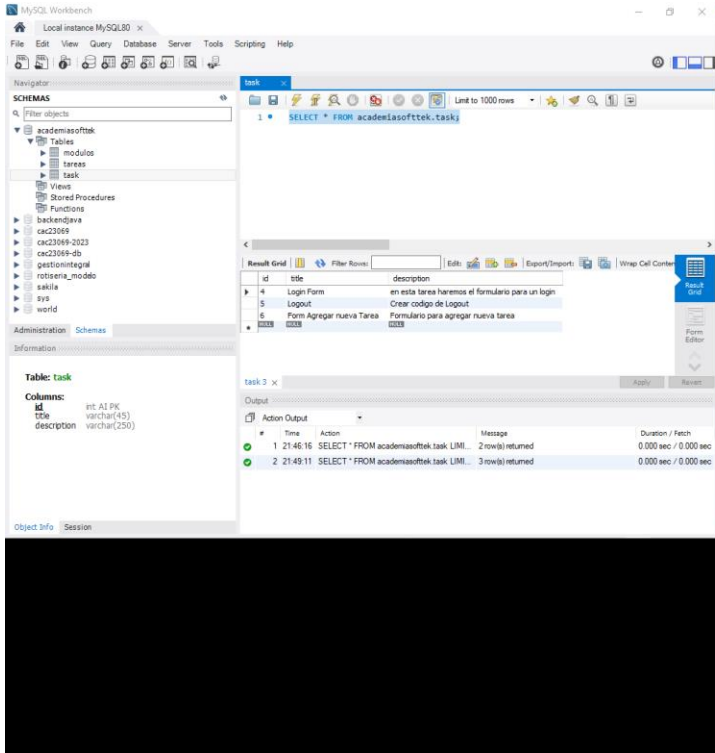 MySQL Workbench
Local instance MySQL80 ×
File Edit View Query Database Server Tools Scripting Help
Navigator
task ×
SCHEMAS
Filter objects
Limit to 1000 rows
1 SELECT * FROM academiasofttek.task;
academiasofttek
Tables
modulos
tareas
task
Views
Stored Procedures
Functions
backendjava
cac23069
cac23069-2023
cac23069-db
gestionintegral
rotiseria_modelo
sakila
sys
world
Administration Schemas
Result Grid Filter Rows: Edit: Export/Import: Wrap Cell Conten
id title description
4 Login Form en esta tarea haremos el formulario para un login
5 Logout Crear codigo de Logout
6 Form Agregar nueva Tarea Formulario para agregar nueva tarea
NULL NULL NULL
Result Grid
Form Editor
Information
Table: task
Columns:
id int AI PK
title varchar(45)
description varchar(250)
task 3 ×
Apply Revert
Output
Action Output
# Time Action Message Duration / Fetch
1 21:46:16 SELECT * FROM academiasofttek.task LIMI... 2 row(s) returned 0.000 sec / 0.000 sec
2 21:49:11 SELECT * FROM academiasofttek.task LIMI... 3 row(s) returned 0.000 sec / 0.000 sec
Object Info Session